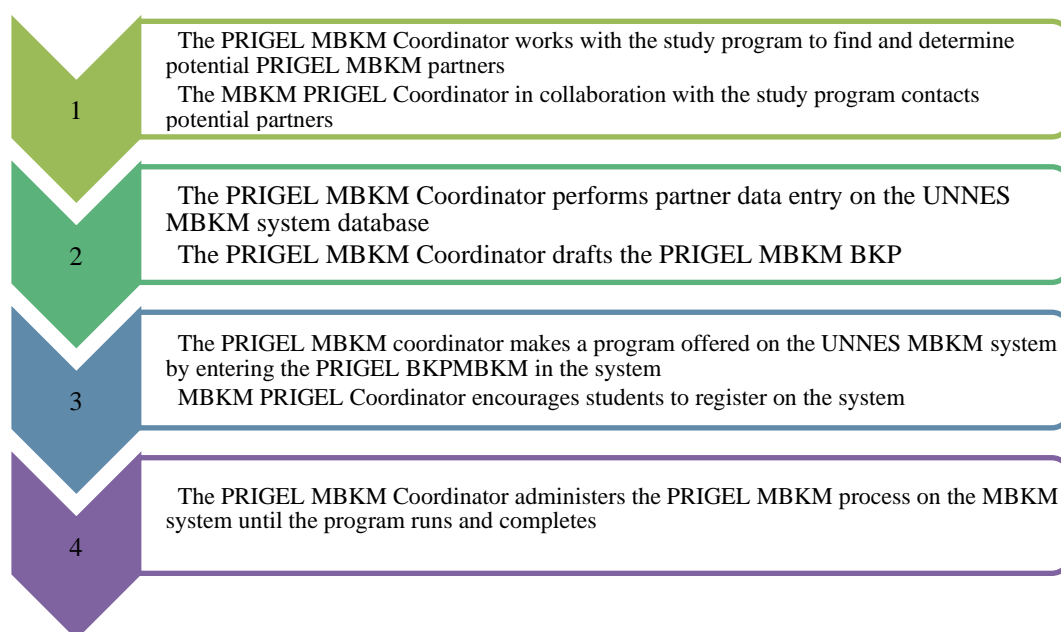 1
The PRIGEL MBKM Coordinator works with the study program to find and determine
potential PRIGEL MBKM partners
The MBKM PRIGEL Coordinator in collaboration with the study program contacts
potential partners
2
The PRIGEL MBKM Coordinator performs partner data entry on the UNNES
MBKM system database
The PRIGEL MBKM Coordinator drafts the PRIGEL MBKM BKP
3
The PRIGEL MBKM coordinator makes a program offered on the UNNES MBKM system
by entering the PRIGEL BKPMBKM in the system
MBKM PRIGEL Coordinator encourages students to register on the system
4
The PRIGEL MBKM Coordinator administers the PRIGEL MBKM process on the MBKM
system until the program runs and completes